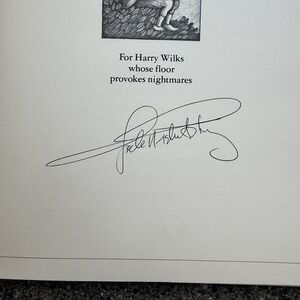 For Harry Wilks
whose floor
provokes nightmares